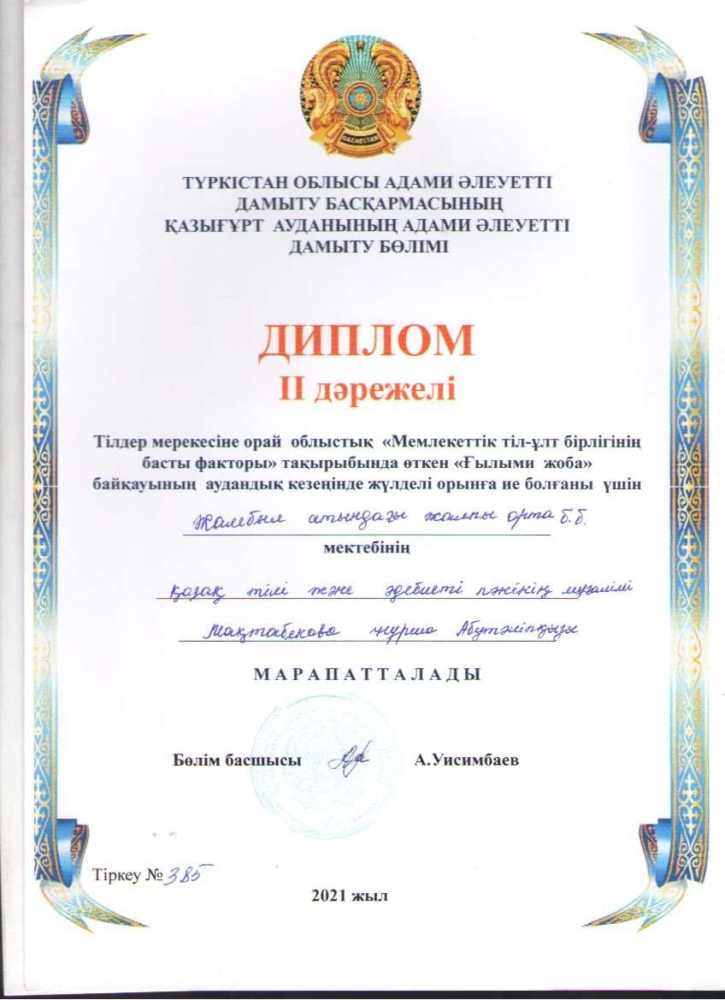 QAZAQSTAN
ТҮРКІСТАН ОБЛЫСЫ АДАМИ ӘЛЕУЕТТІ
ДАМЫТУ БАСҚАРМАСЫНЫҢ
ҚАЗЫҒҰРТ АУДАНЫНЫҢ АДАМИ ӘЛЕУЕТТІ
ДАМЫТУ БӨЛІМІ
ДИПЛОМ
II дәрежелі
Тілдер мерекесіне орай облыстық «Мемлекеттік тіл-ұлт бірлігінің
басты факторы» тақырыбында өткен «Ғылыми жоба»
байқауының аудандық кезеңінде жүлделі орынға ие болғаны үшін
Жамбыл атындағы жалпы орта б.б.
мектебінің
қазақ тілі және әдебиеті пәнінің мұғалімі
Мақтабекова Абутәліпқызы
МАРАПАТТАЛАДЫ
Бөлім басшысы А.Уисимбаев
Тіркеу № 385
2021 жыл